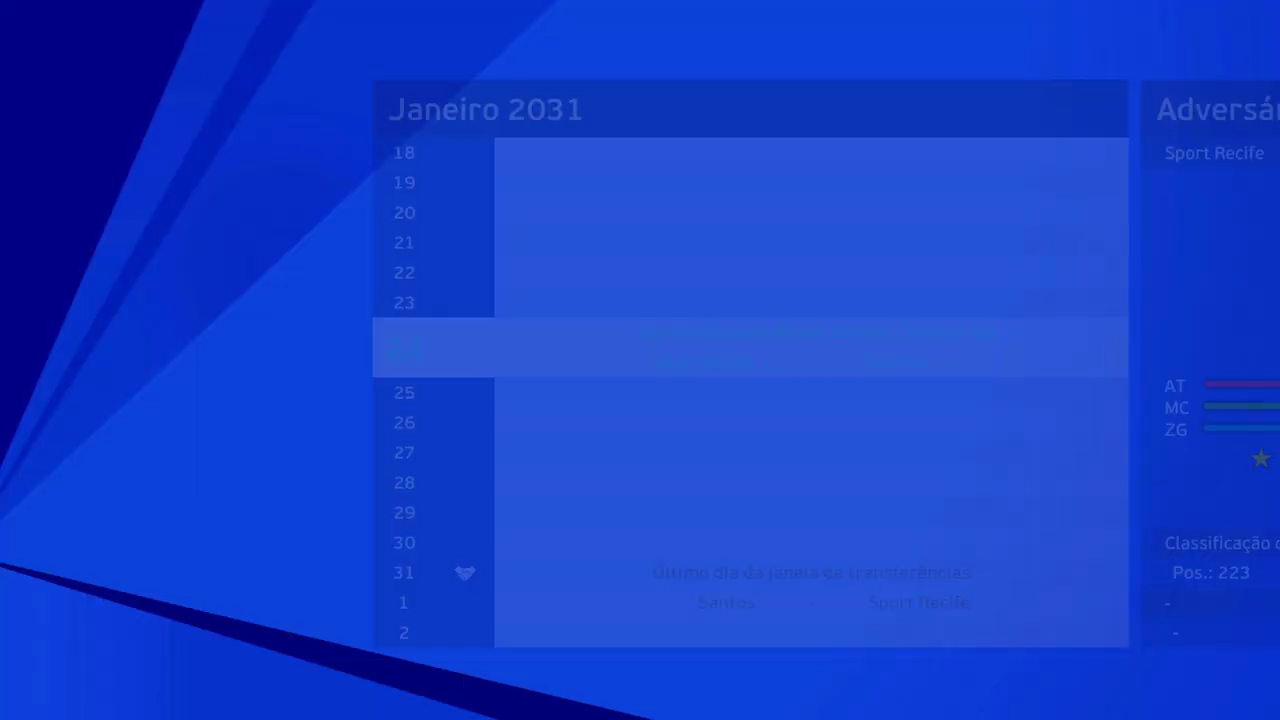 Janeiro 2031
Adversár
18
Sport Recife
19
20
21
22
23
24
25
AT
MC
ZG
26
27
28
29
30
Classificação
31 Último dia da janela de transferências
Pos.: 223
1 Santos - Sport Recife
-
2
-